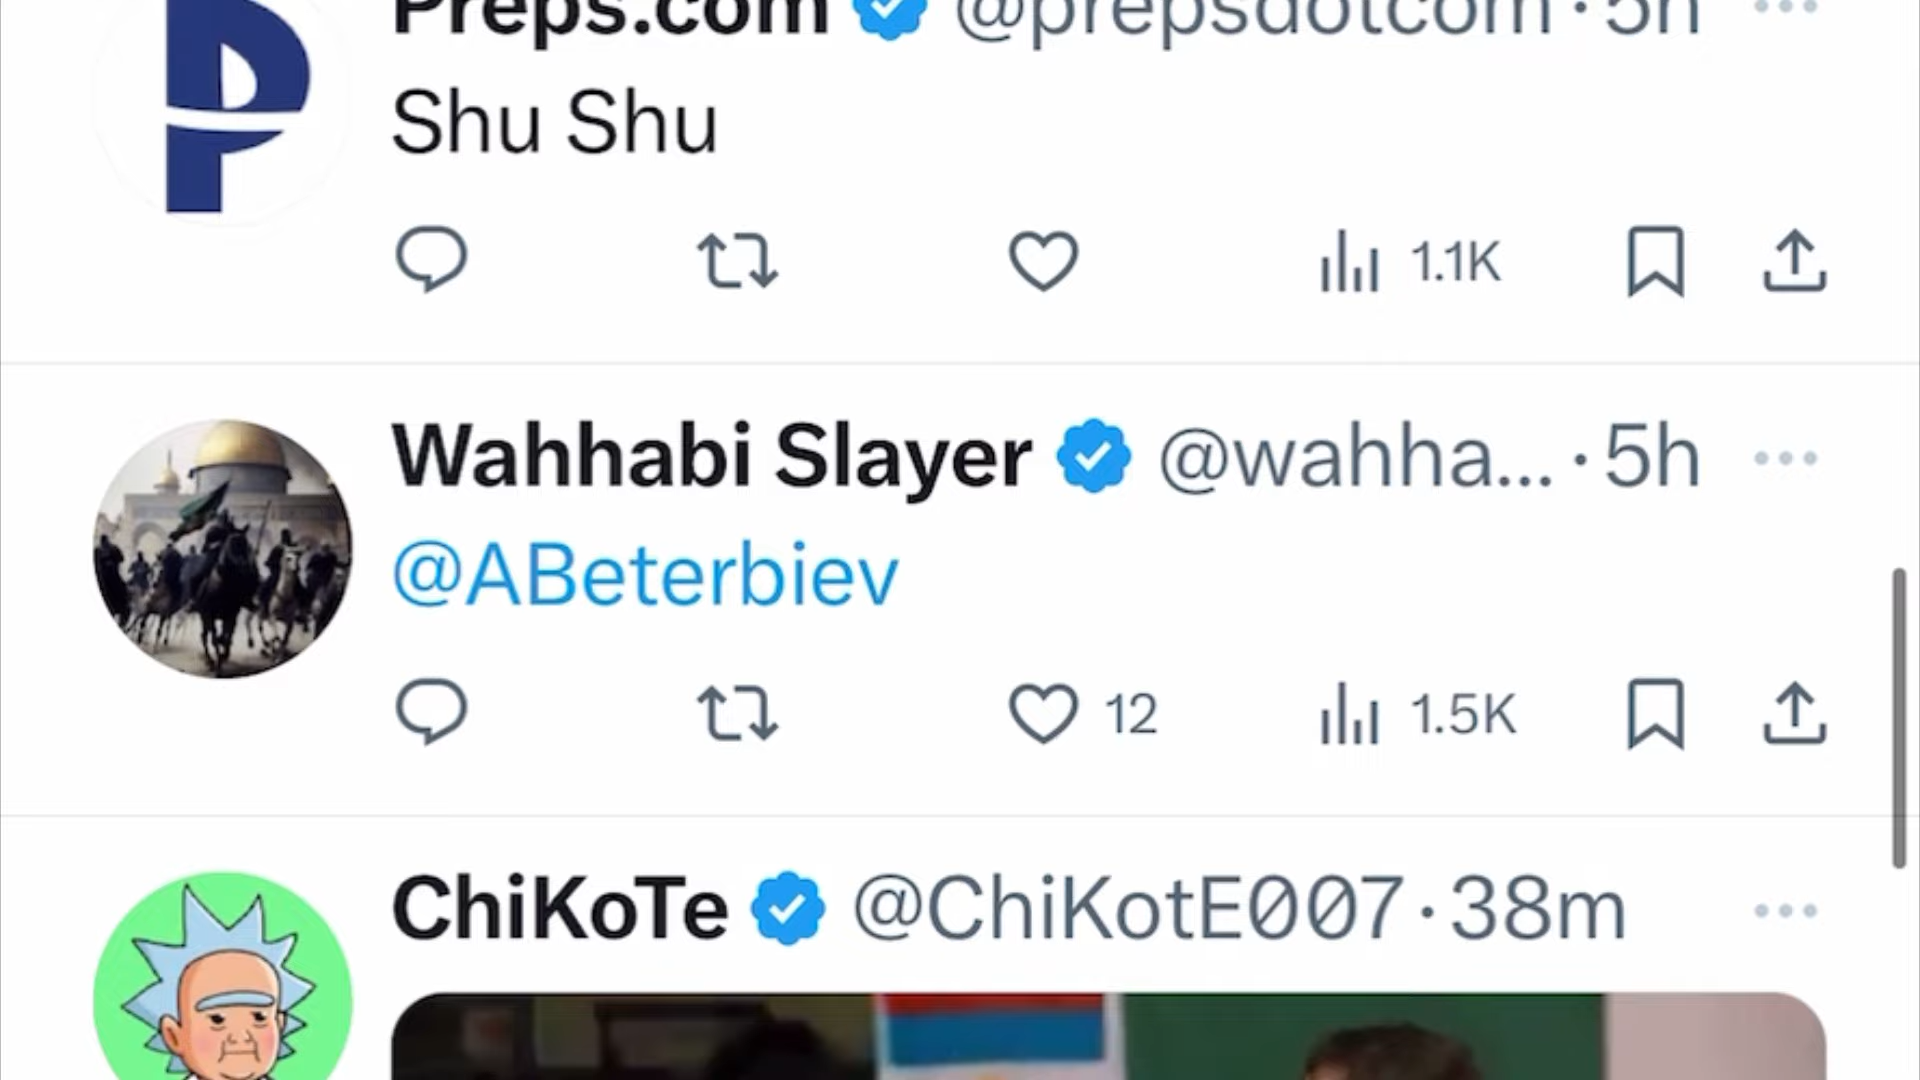 Preps.com @prepsdotcom · 5h
Shu Shu
1.1K
Wahhabi Slayer @wahha... · 5h
@ABeterbiev
12 1.5K
ChiKoTe @ChiKotE007 · 38m